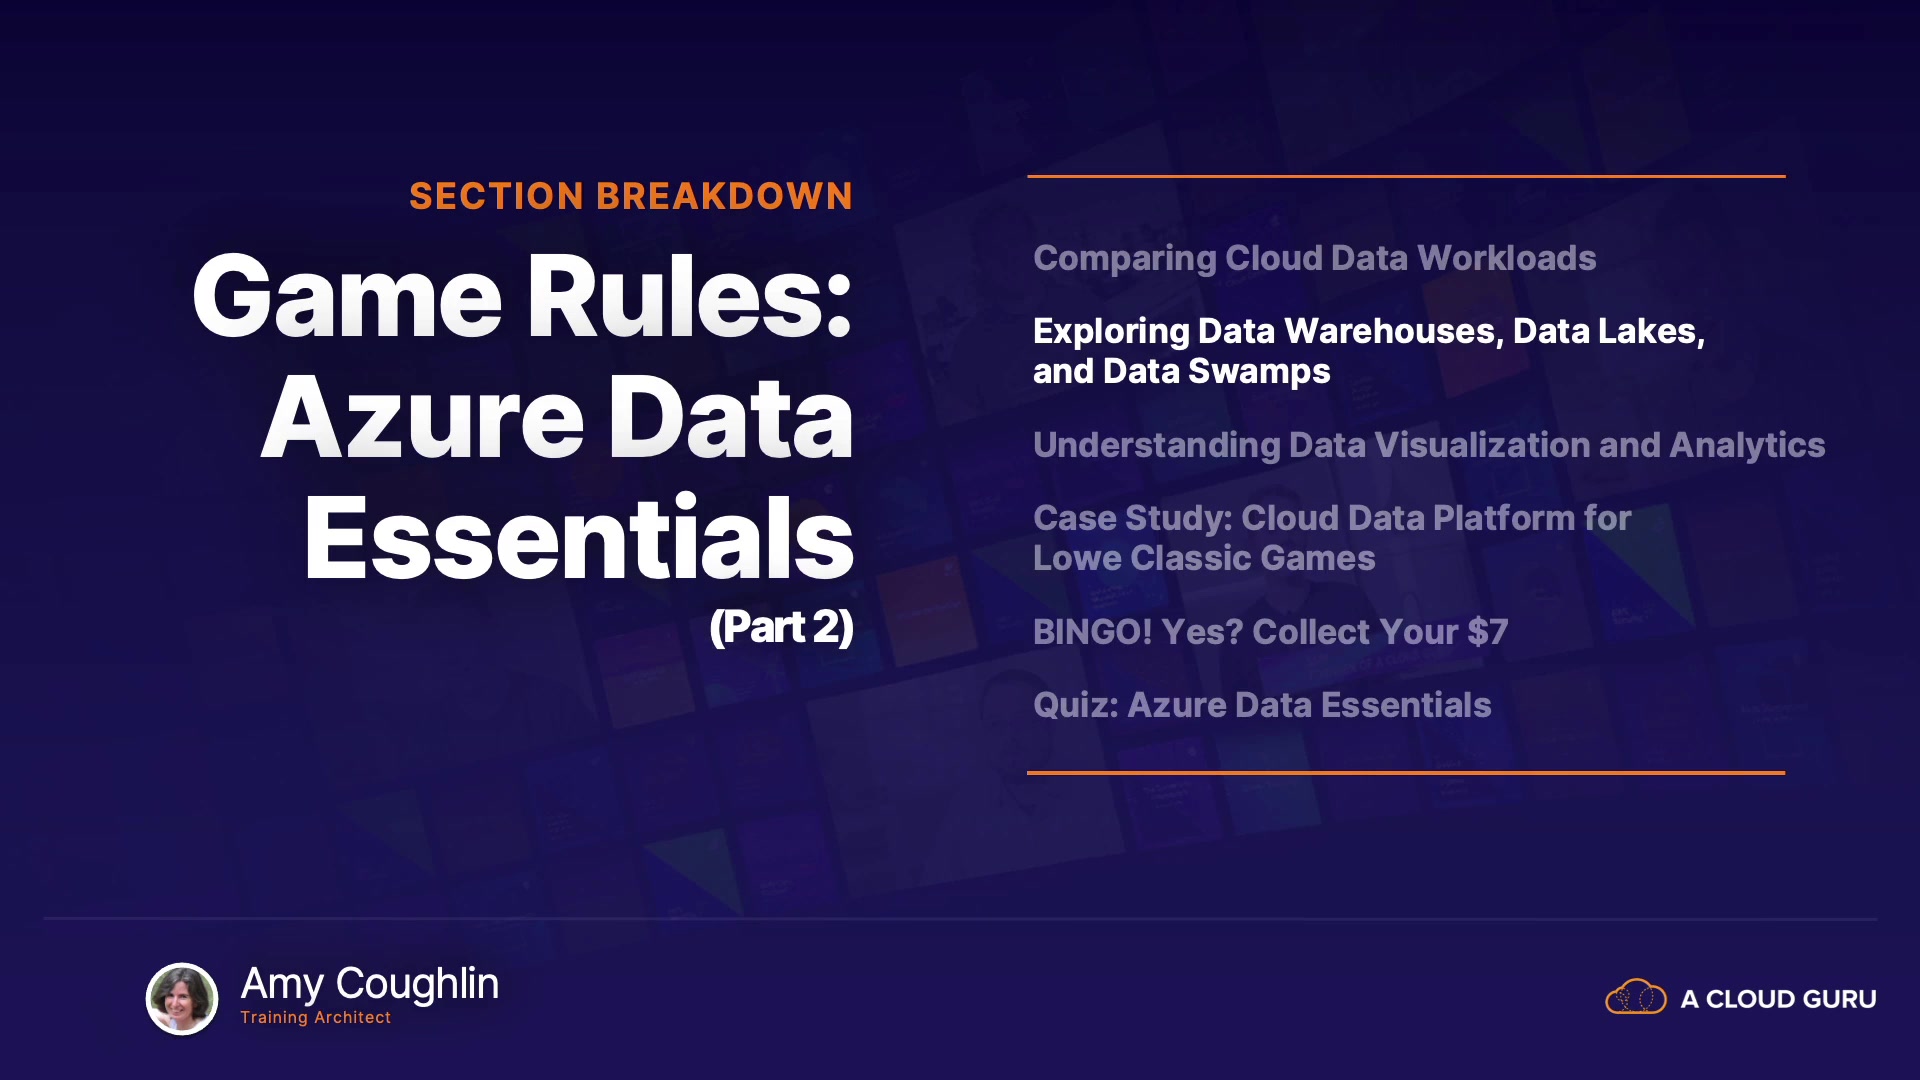 SECTION BREAKDOWN
Game Rules:
Azure Data
Essentials
(Part 2)
Comparing Cloud Data Workloads
Exploring Data Warehouses, Data Lakes,
and Data Swamps
Understanding Data Visualization and Analytics
Case Study: Cloud Data Platform for
Lowe Classic Games
BINGO! Yes? Collect Your $7
Quiz: Azure Data Essentials
Amy Coughlin
Training Architect
A CLOUD GURU